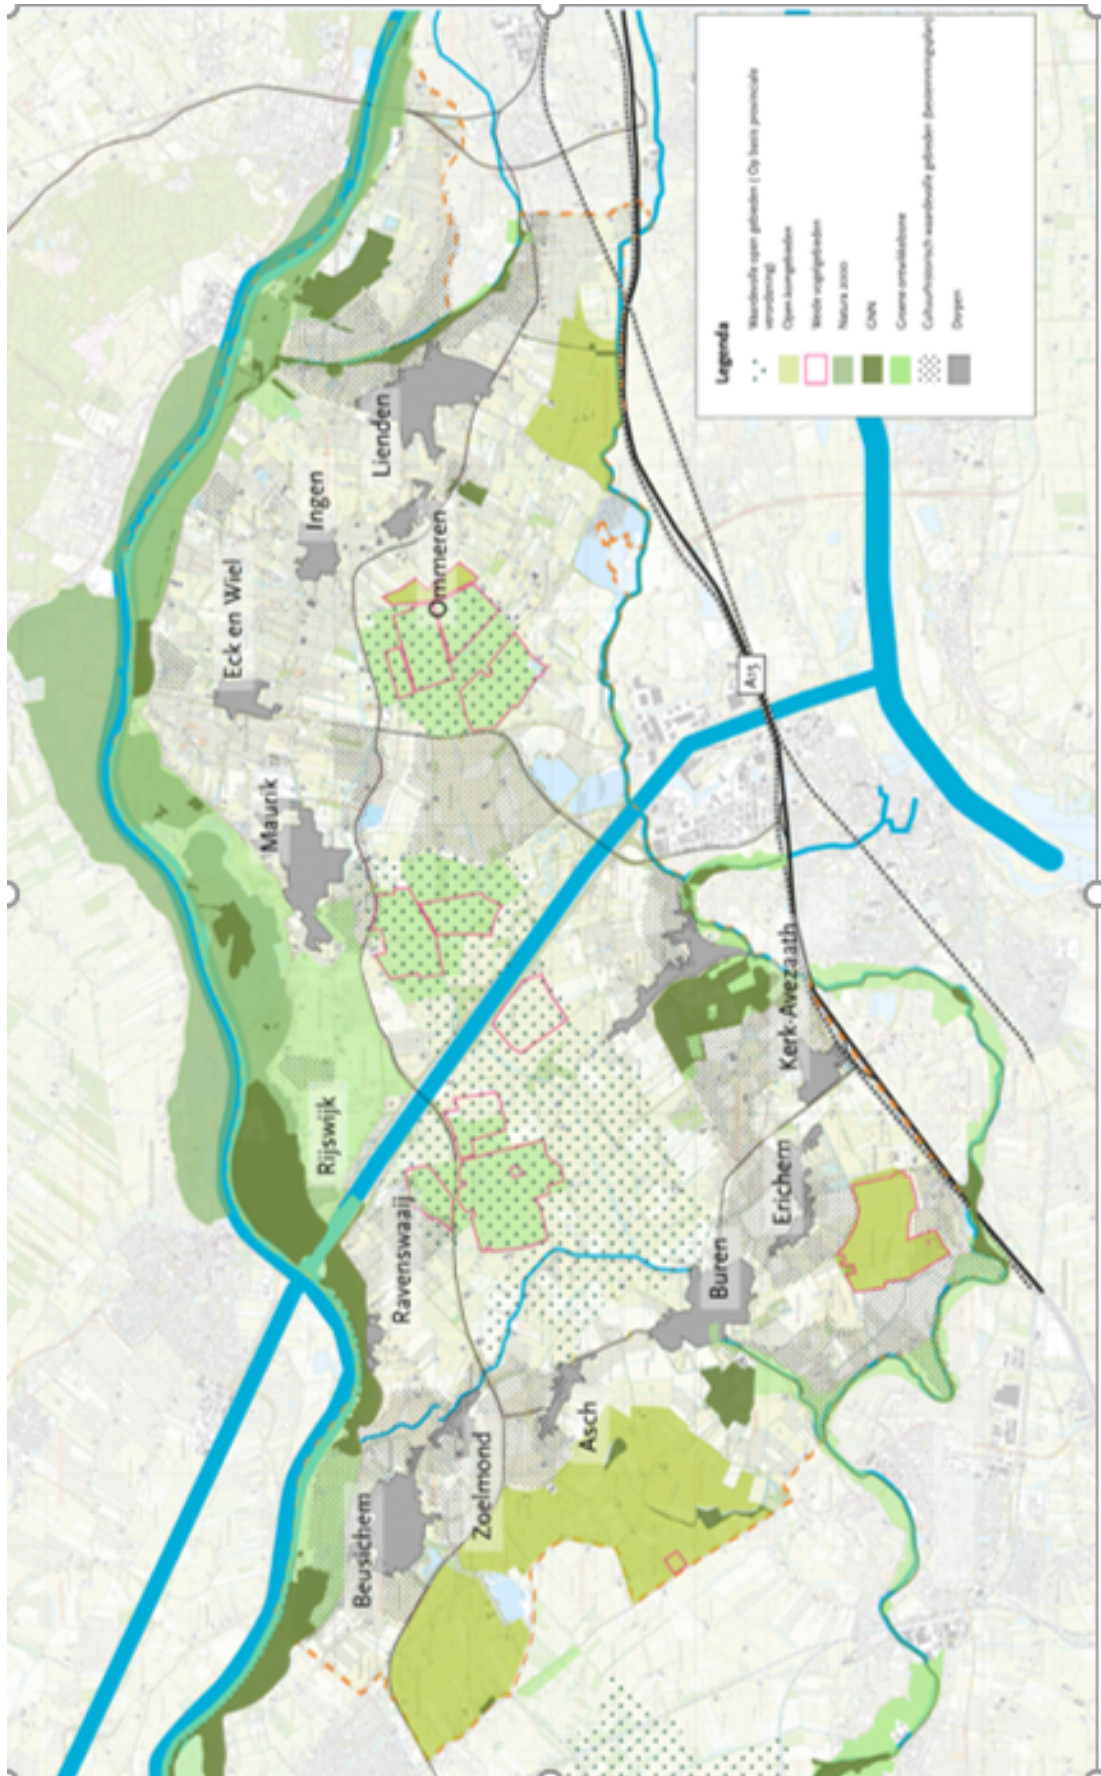 Eck en Wiel
Ingen
Lienden
Ommeren
Maurik
Rijswijk
Ravenswaaij
Beusichem
Zoelmond
Asch
Buren
Erichem
Kerk-Avezaath
A15
Legenda
Waardevolle open gebieden ( Op basis provinciale
verordening)
Open komgebieden
Weide vogelgebieden
Natura 2000
GNN
Groene ontwikkelzone
Cultuurhistorisch waardevolle gebieden (bestemmingsplan)
Dorpen